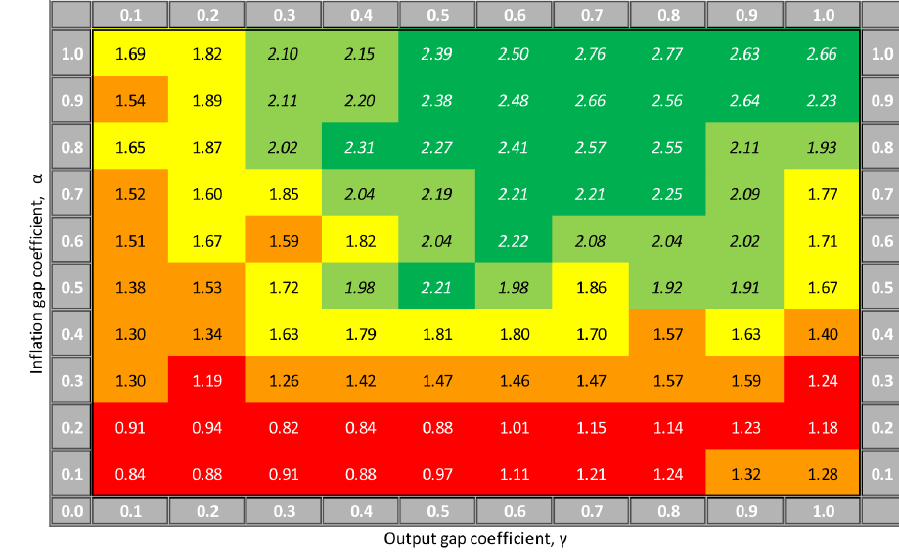 0.1 0.2 0.3 0.4 0.5 0.6 0.7 0.8 0.9 1.0
1.0 1.69 1.82 2.10 2.15 2.39 2.50 2.76 2.77 2.63 2.66 1.0
0.9 1.54 1.89 2.11 2.20 2.38 2.48 2.66 2.56 2.64 2.23 0.9
0.8 1.65 1.87 2.02 2.31 2.27 2.41 2.57 2.55 2.11 1.93 0.8
0.7 1.52 1.60 1.85 2.04 2.19 2.21 2.21 2.25 2.09 1.77 0.7
0.6 1.51 1.67 1.59 1.82 2.04 2.22 2.08 2.04 2.02 1.71 0.6
0.5 1.38 1.53 1.72 1.98 2.21 1.98 1.86 1.92 1.91 1.67 0.5
0.4 1.30 1.34 1.63 1.79 1.81 1.80 1.70 1.57 1.63 1.40 0.4
0.3 1.30 1.19 1.26 1.42 1.47 1.46 1.47 1.57 1.59 1.24 0.3
0.2 0.91 0.94 0.82 0.84 0.88 1.01 1.15 1.14 1.23 1.18 0.2
0.1 0.84 0.88 0.91 0.88 0.97 1.11 1.21 1.24 1.32 1.28 0.1
0.0 0.1 0.2 0.3 0.4 0.5 0.6 0.7 0.8 0.9 1.0
Inflation gap coefficient, α
Output gap coefficient, γ